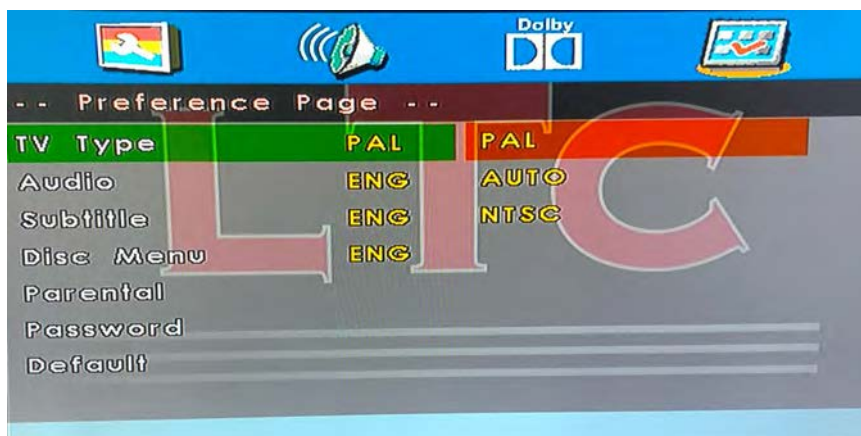 Dolby
-- Preference Page --
TV Type PAL PAL
Audio ENG AUTO
Subtitle ENG NTSC
Disc Menu ENG
Parental
Password
Default
LTC